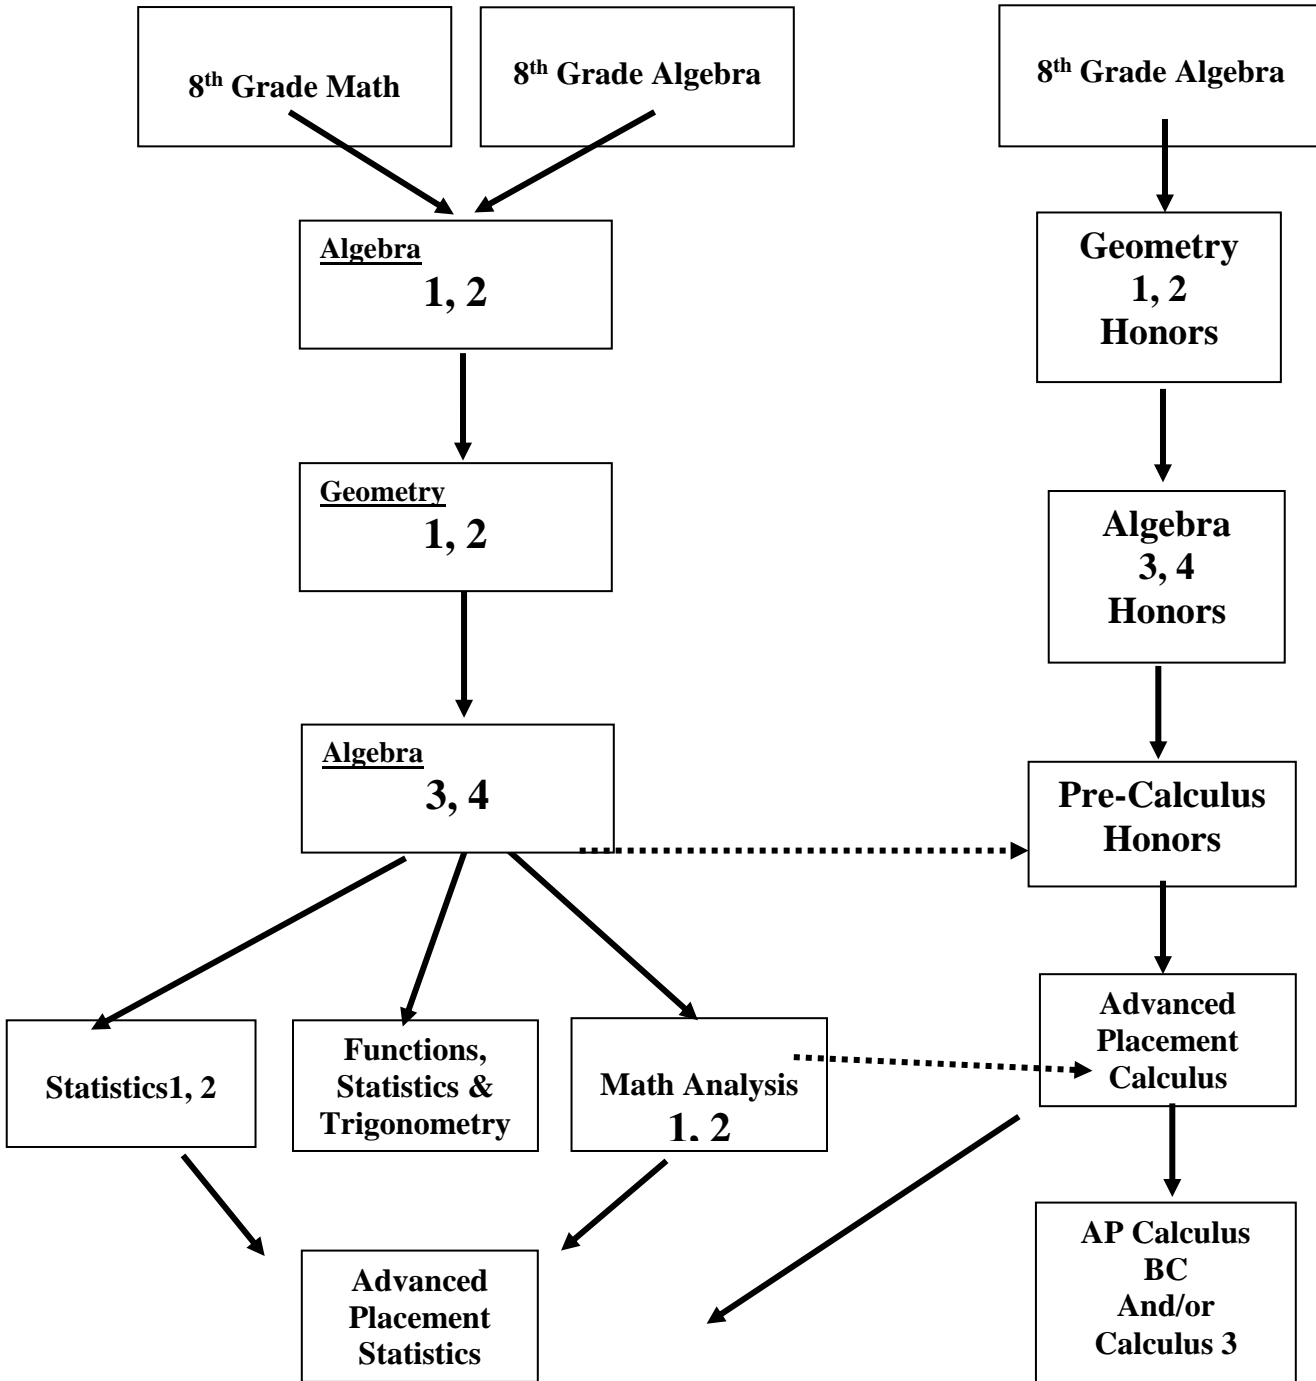 8th Grade Math
8th Grade Algebra
8th Grade Algebra
Algebra
1, 2
Geometry
1, 2
Honors
Geometry
1, 2
Algebra
3, 4
Honors
Algebra
3, 4
Pre-Calculus
Honors
Statistics1, 2
Functions,
Statistics &
Trigonometry
Math Analysis
1, 2
Advanced
Placement
Calculus
Advanced
Placement
Statistics
AP Calculus
BC
And/or
Calculus 3